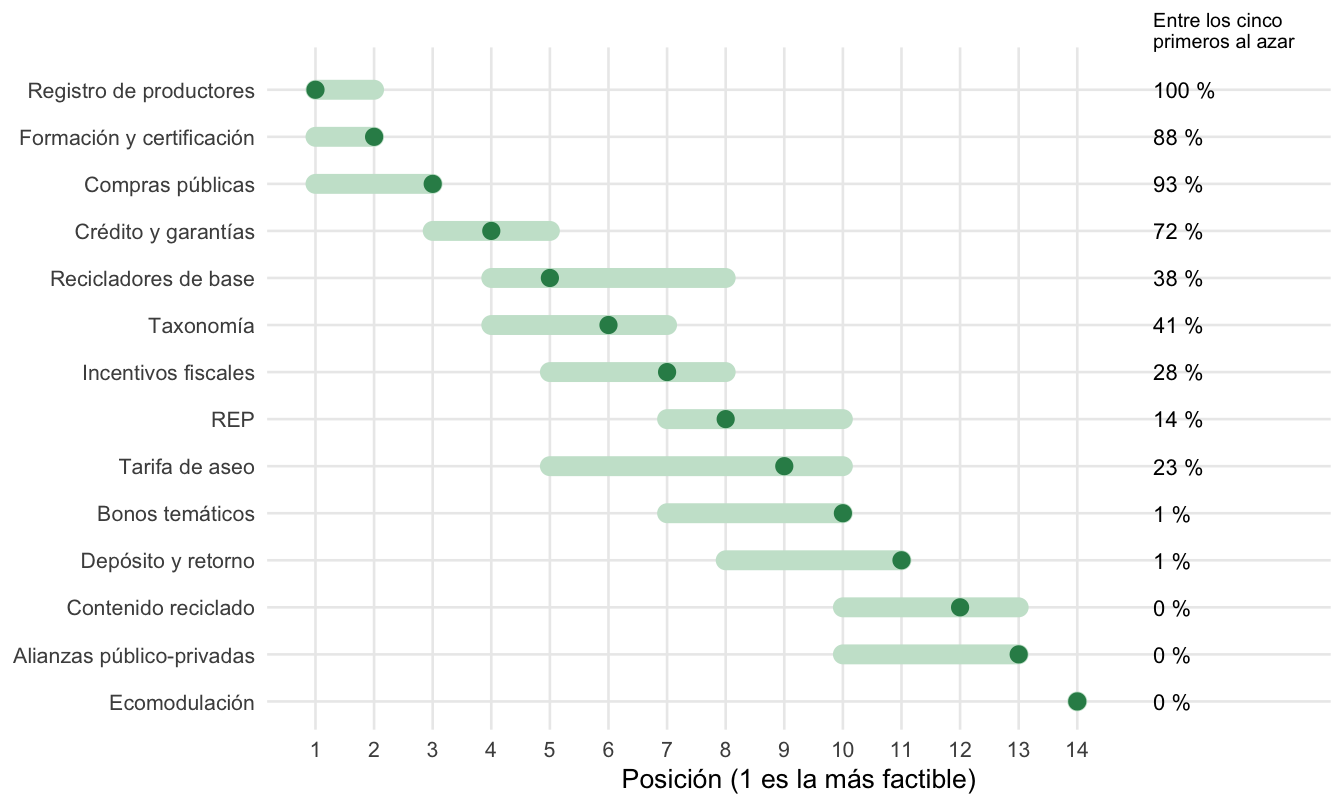 Entre los cinco
primeros al azar
Registro de productores 100 %
Formación y certificación 88 %
Compras públicas 93 %
Crédito y garantías 72 %
Recicladores de base 38 %
Taxonomía 41 %
Incentivos fiscales 28 %
REP 14 %
Tarifa de aseo 23 %
Bonos temáticos 1 %
Depósito y retorno 1 %
Contenido reciclado 0 %
Alianzas público-privadas 0 %
Ecomodulación 0 %
1 2 3 4 5 6 7 8 9 10 11 12 13 14
Posición (1 es la más factible)